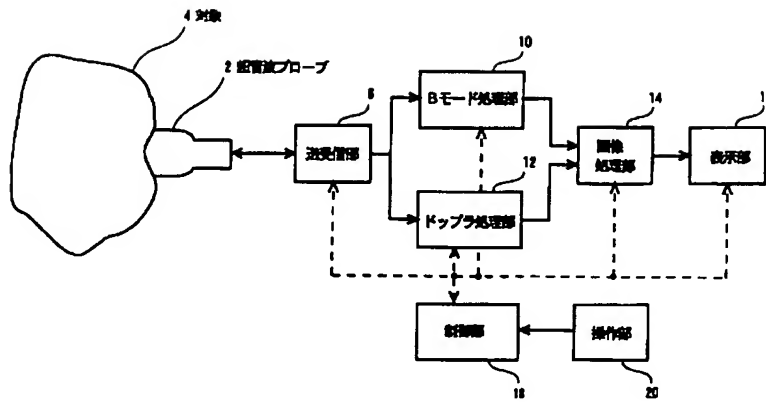 4 対象
2 超音波プローブ
6
送受信部
10
Bモード処理部
12
ドップラ処理部
14
画像
処理部
1
表示部
制御部
18
操作部
20